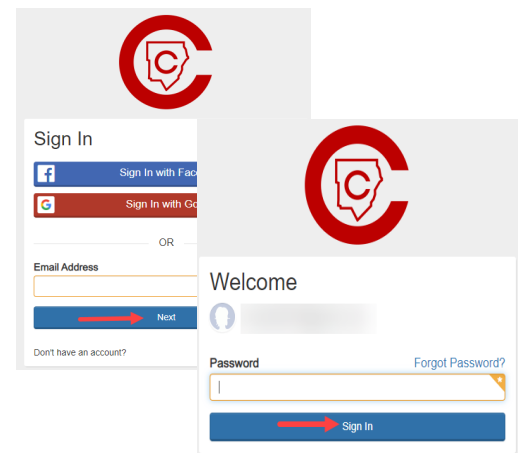 C
Sign In
Sign In with Fac
G
Sign In with Go
OR
Email Address
Next
Don't have an account?
C
Welcome
Password Forgot Password?
Sign In